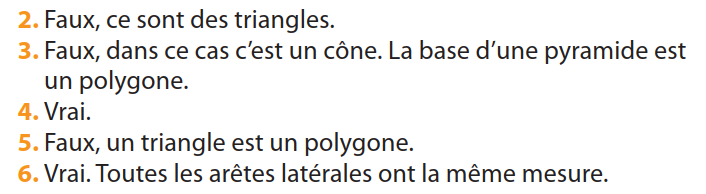 2. Faux, ce sont des triangles.
3. Faux, dans ce cas c’est un cône. La base d’une pyramide est
un polygone.
4. Vrai.
5. Faux, un triangle est un polygone.
6. Vrai. Toutes les arêtes latérales ont la même mesure.